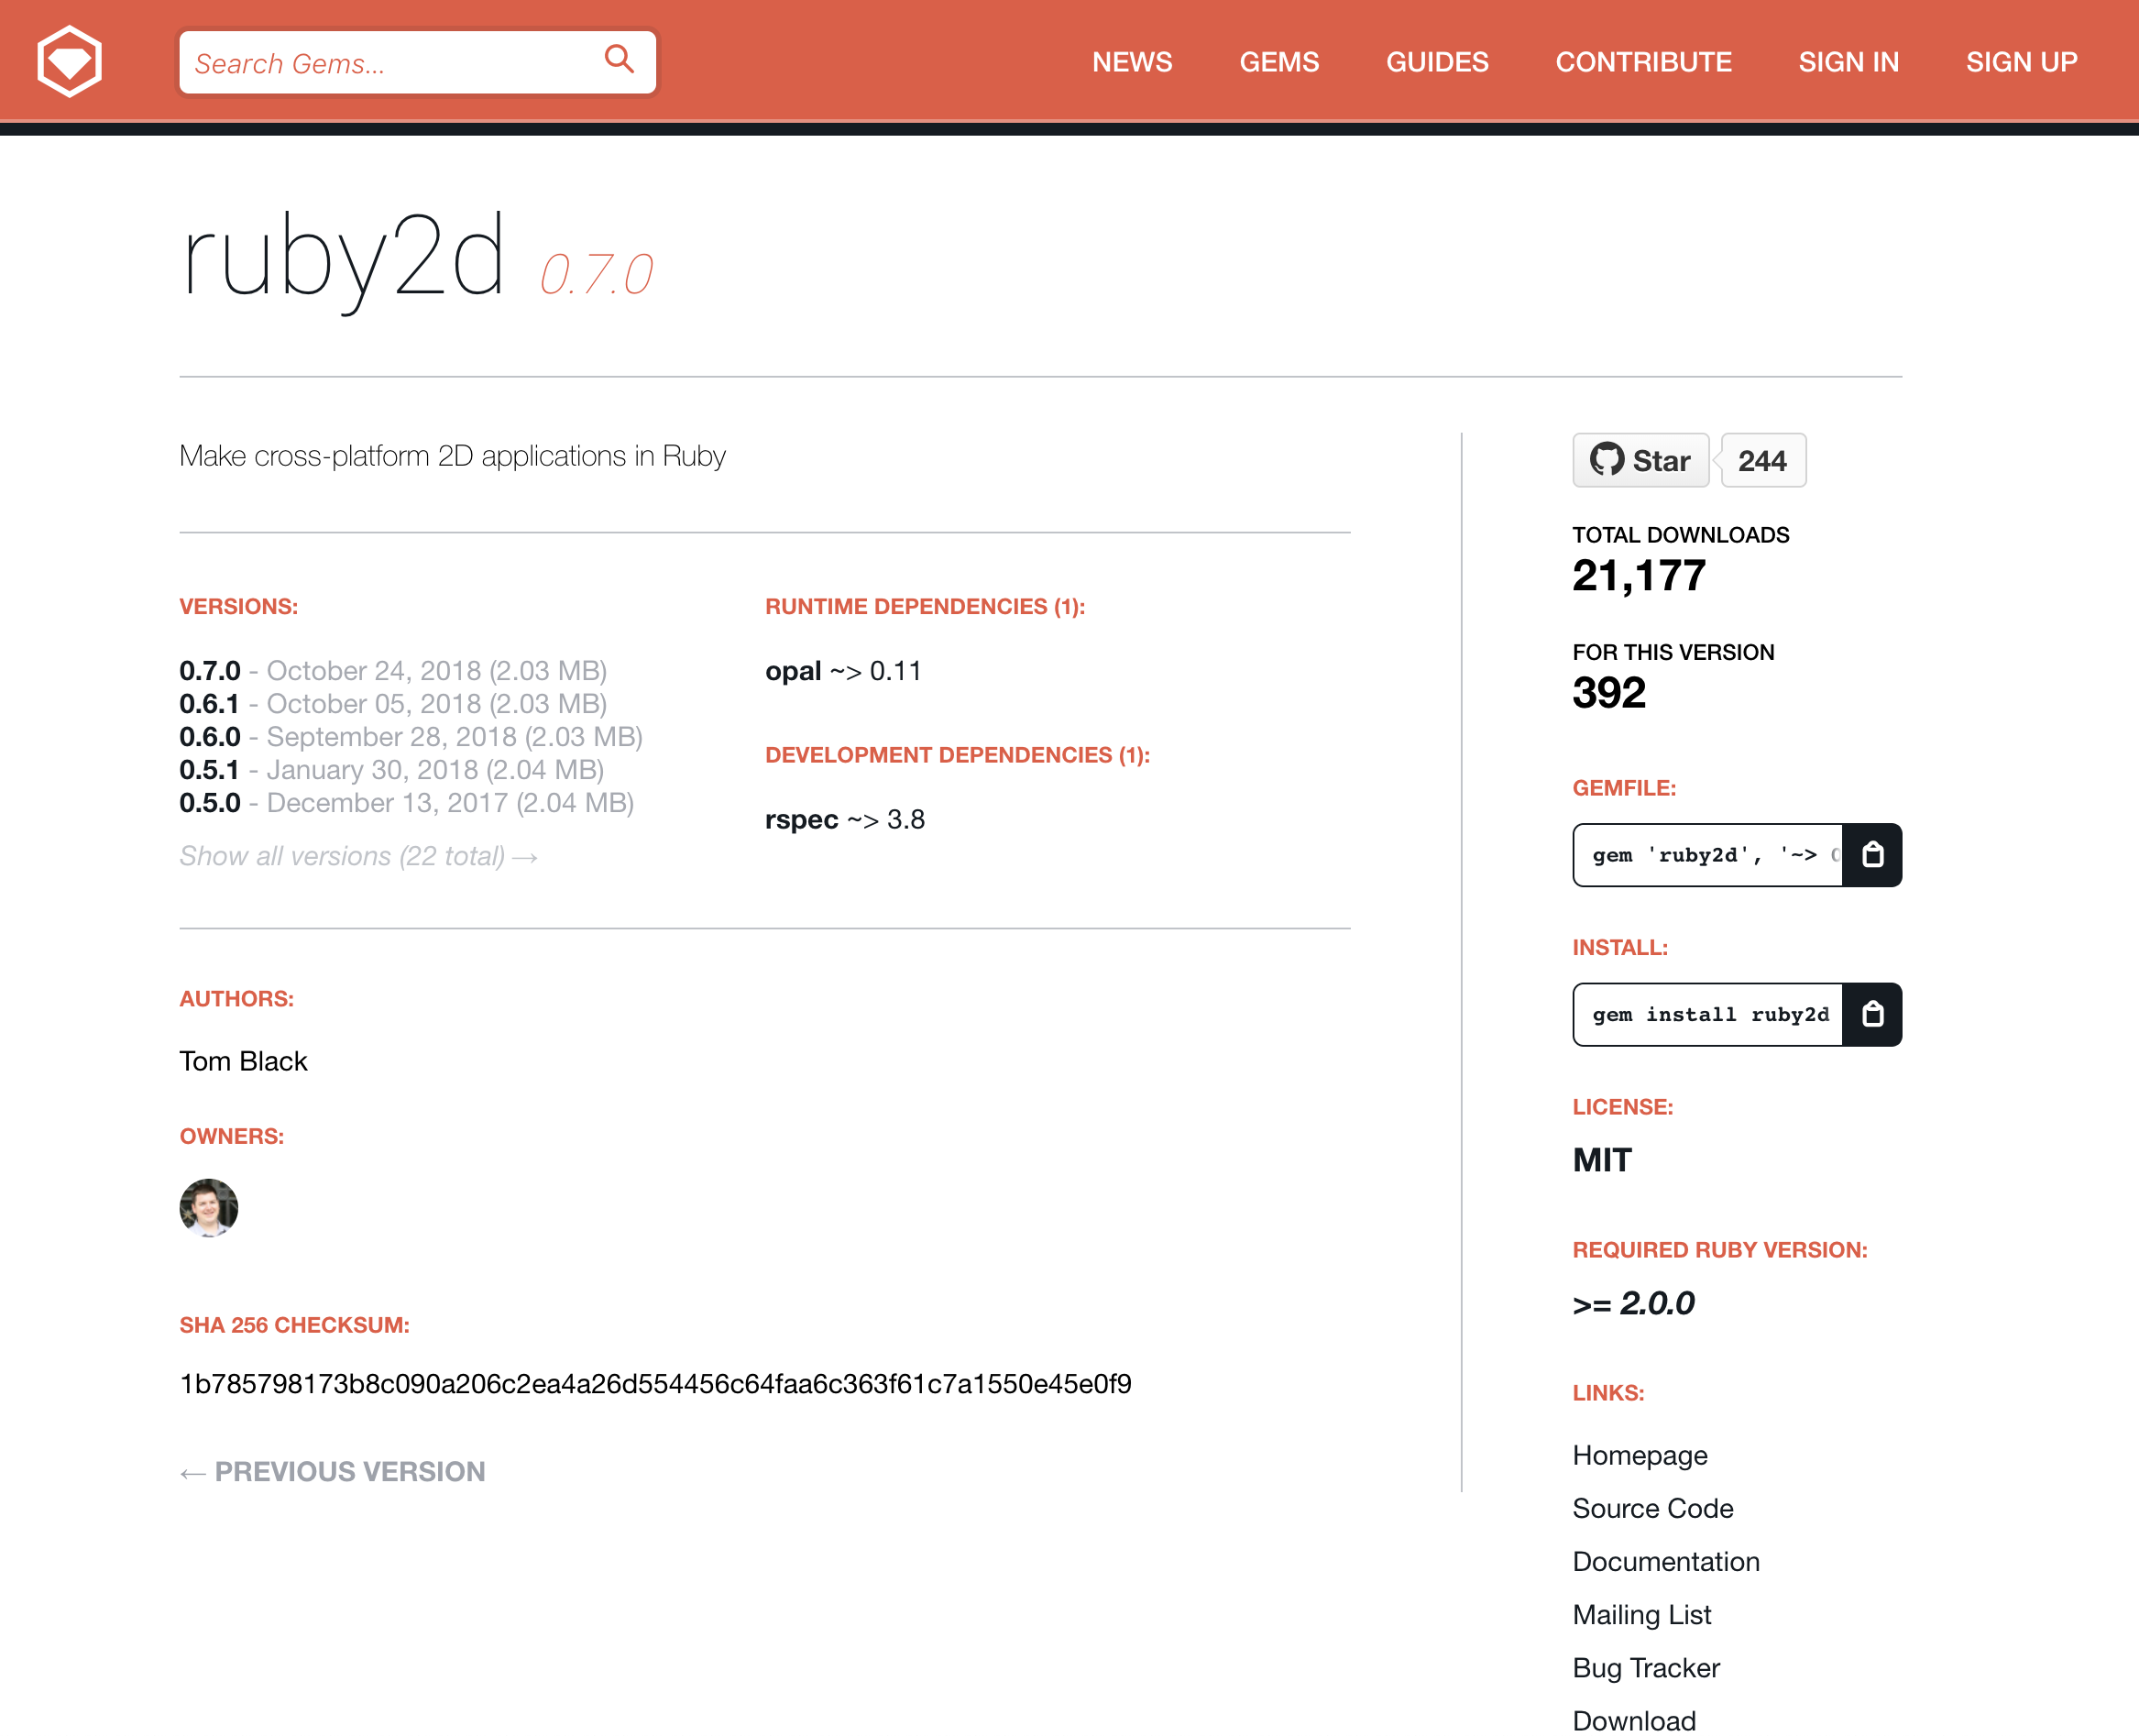 Search Gems...
NEWS GEMS GUIDES CONTRIBUTE SIGN IN SIGN UP
ruby2d 0.7.0
Make cross-platform 2D applications in Ruby
VERSIONS:
0.7.0 - October 24, 2018 (2.03 MB)
0.6.1 - October 05, 2018 (2.03 MB)
0.6.0 - September 28, 2018 (2.03 MB)
0.5.1 - January 30, 2018 (2.04 MB)
0.5.0 - December 13, 2017 (2.04 MB)
Show all versions (22 total) →
RUNTIME DEPENDENCIES (1):
opal ~> 0.11
DEVELOPMENT DEPENDENCIES (1):
rspec ~> 3.8
AUTHORS:
Tom Black
OWNERS:
SHA 256 CHECKSUM:
1b785798173b8c090a206c2ea4a26d554456c64faa6c363f61c7a1550e45e0f9
← PREVIOUS VERSION
Star 244
TOTAL DOWNLOADS
21,177
FOR THIS VERSION
392
GEMFILE:
gem 'ruby2d', '~> 0
INSTALL:
gem install ruby2d
LICENSE:
MIT
REQUIRED RUBY VERSION:
>= 2.0.0
LINKS:
Homepage
Source Code
Documentation
Mailing List
Bug Tracker
Download